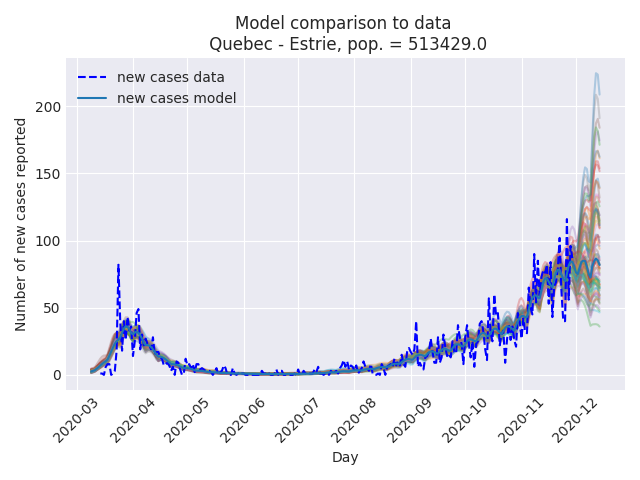 Model comparison to data
Quebec - Estrie, pop. = 513429.0
new cases data
new cases model
Number of new cases reported
200
150
100
50
0
2020-03
2020-04
2020-05
2020-06
2020-07
2020-08
2020-09
2020-10
2020-11
2020-12
Day